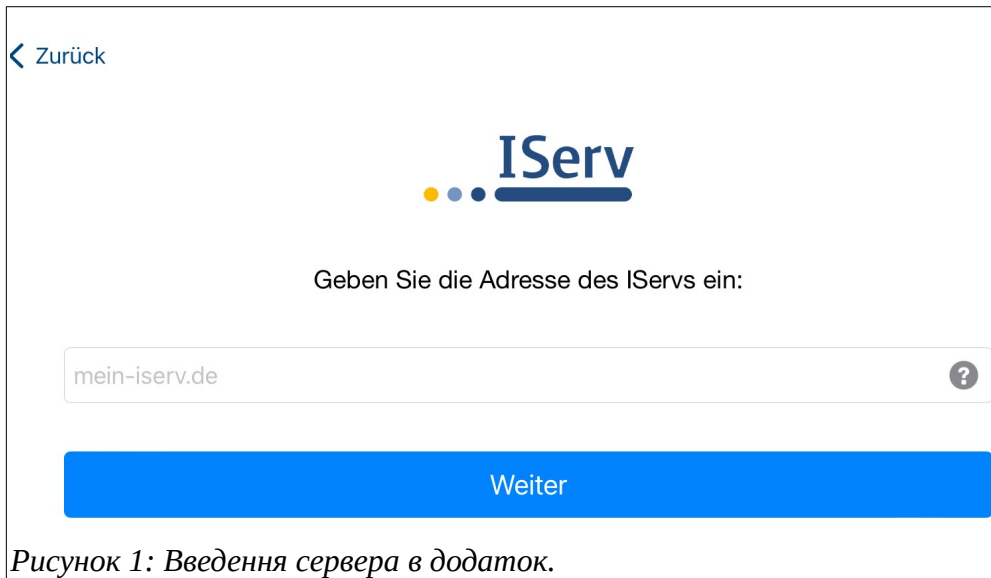 Zurück
IServ
Geben Sie die Adresse des IServs ein:
mein-iserv.de
?
Weiter
Рисунок 1: Введення сервера в додаток.